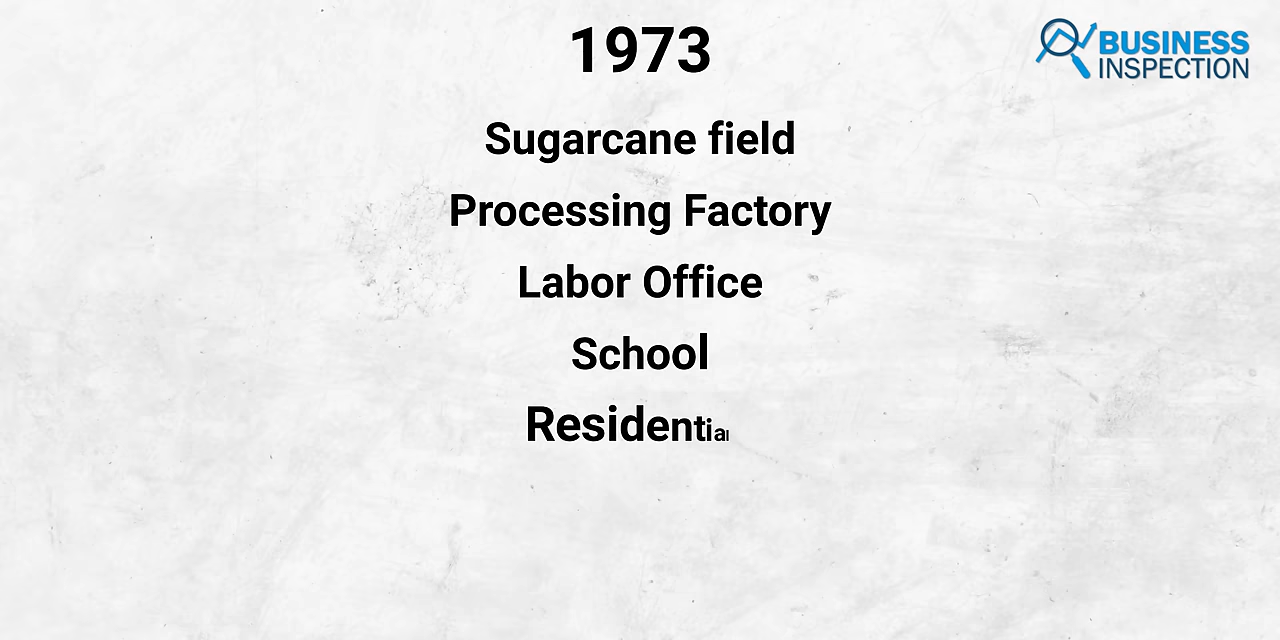 1973
BUSINESS
INSPECTION
Sugarcane field
Processing Factory
Labor Office
School
Residential